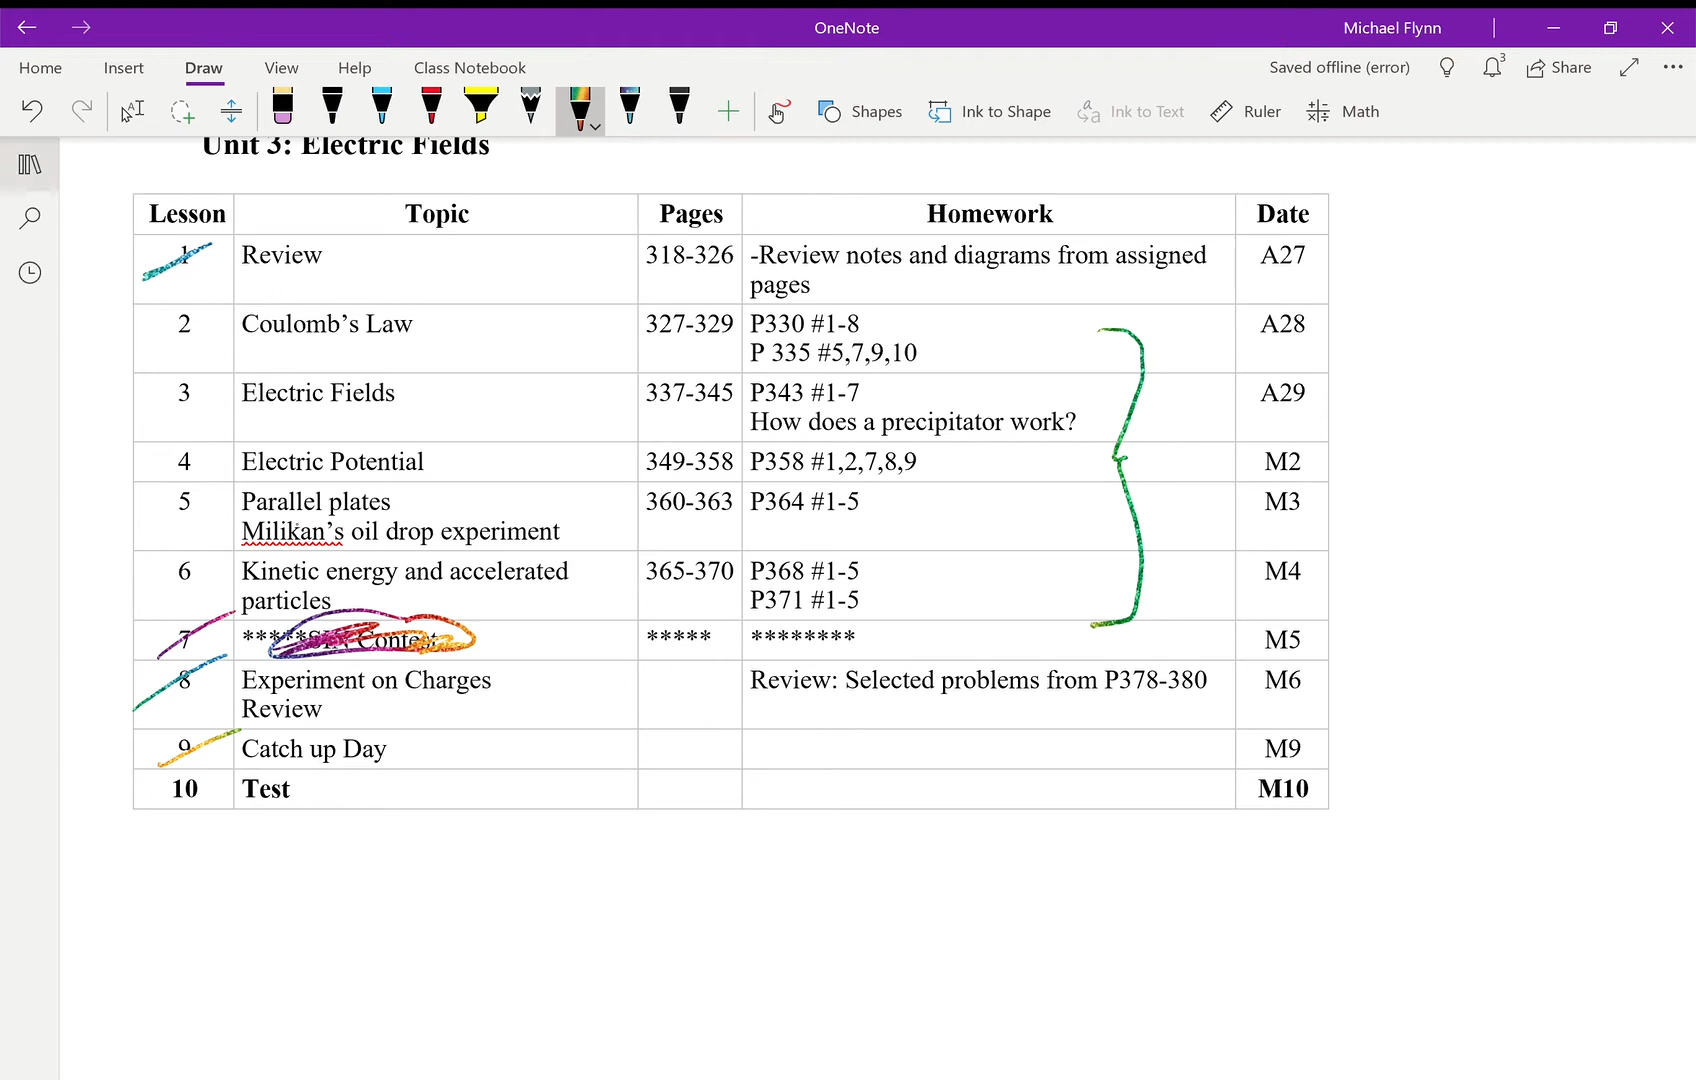 OneNote
Michael Flynn
Home Insert Draw View Help Class Notebook
Saved offline (error) 3 Share
Shapes Ink to Shape Ink to Text Ruler Math
Unit 3: Electric Fields
Lesson Topic Pages Homework Date
1 Review 318-326 -Review notes and diagrams from assigned A27
pages
2 Coulomb’s Law 327-329 P330 #1-8 A28
P 335 #5,7,9,10
3 Electric Fields 337-345 P343 #1-7 A29
How does a precipitator work?
4 Electric Potential 349-358 P358 #1,2,7,8,9 M2
5 Parallel plates 360-363 P364 #1-5 M3
Milikan’s oil drop experiment
6 Kinetic energy and accelerated 365-370 P368 #1-5 M4
particles P371 #1-5
7 *****SIN Contest ***** ******** M5
8 Experiment on Charges Review: Selected problems from P378-380 M6
Review
9 Catch up Day M9
10 Test M10